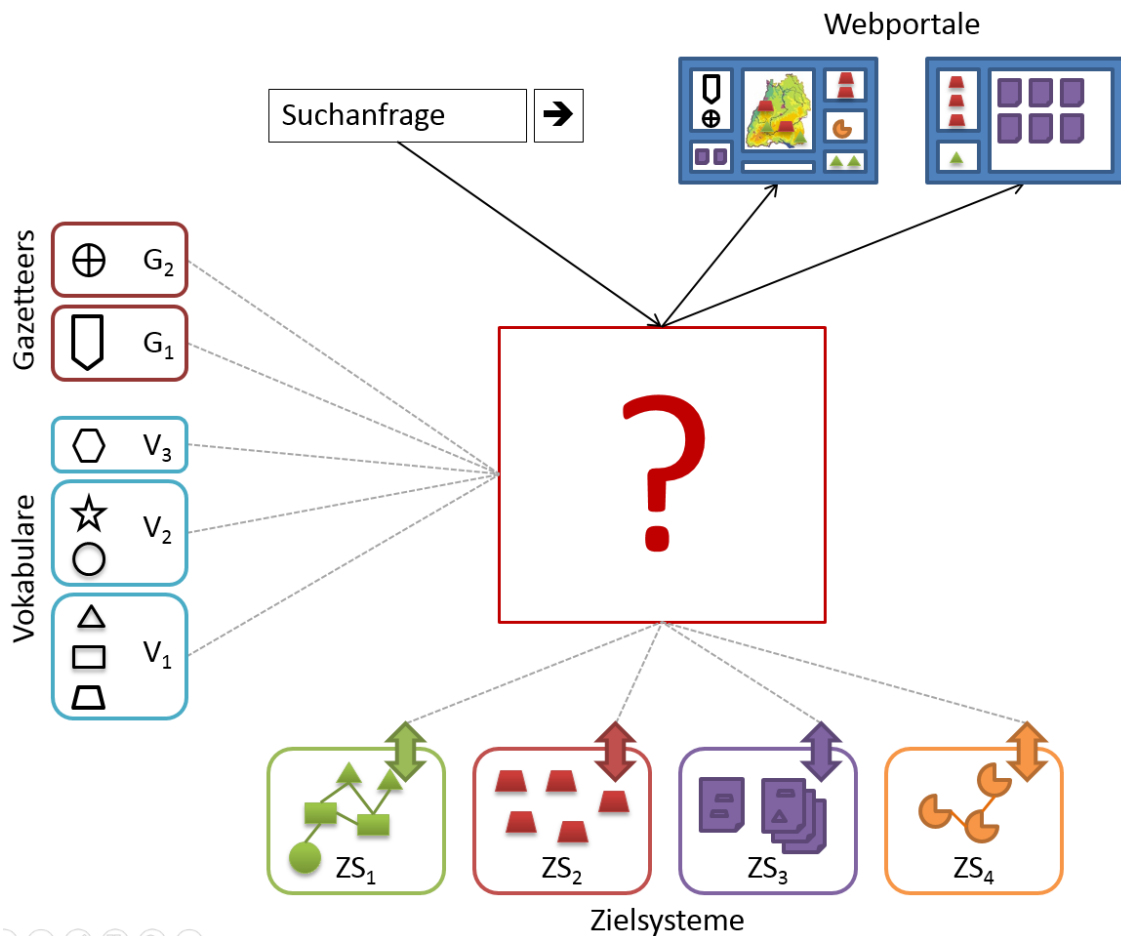 Webportale
Suchanfrage
Gazetteers
G2
G1
Vokabulare
V3
V2
V1
?
ZS1
ZS2
ZS3
ZS4
Zielsysteme